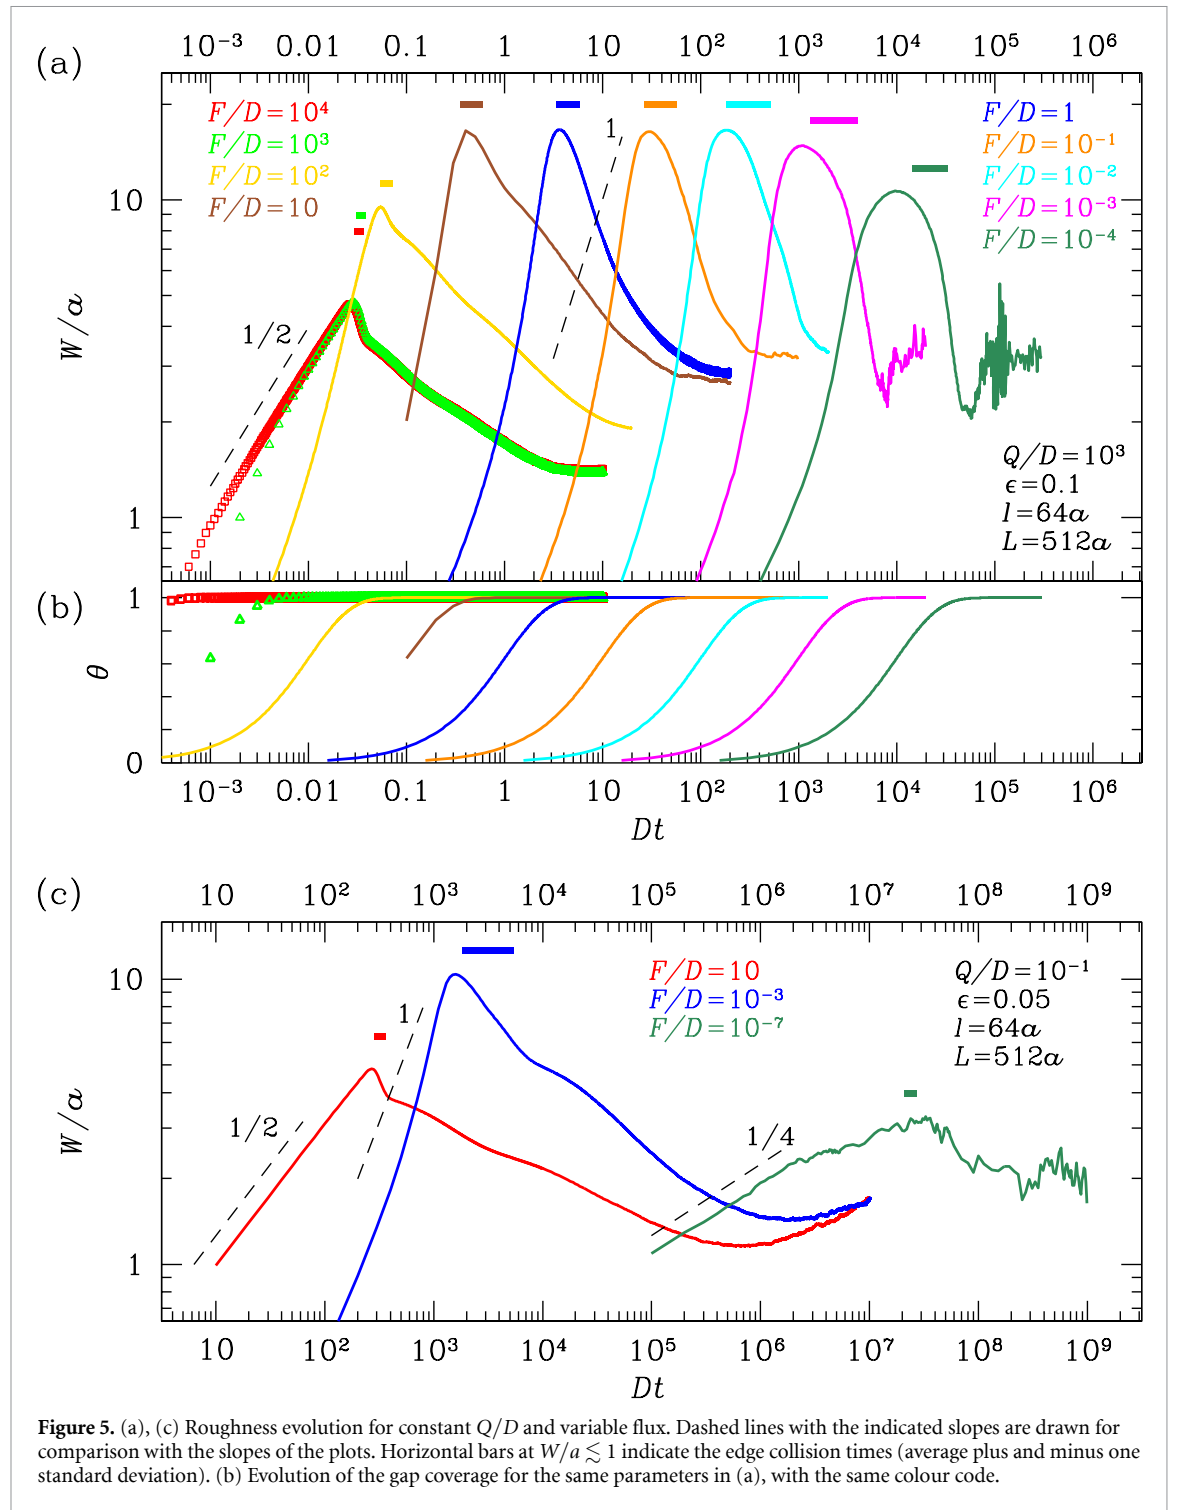 (a)
10⁻³ 0.01 0.1 1 10 10² 10³ 10⁴ 10⁵ 10⁶
F/D=10⁴
F/D=10³
F/D=10²
F/D=10
F/D=1
F/D=10⁻¹
F/D=10⁻²
F/D=10⁻³
F/D=10⁻⁴
1
10
W/a
1/2
Q/D=10³
ϵ=0.1
l=64a
L=512a
1
(b)
1
θ
0
10⁻³ 0.01 0.1 1 10 10² 10³ 10⁴ 10⁵ 10⁶
Dt
(c)
10 10² 10³ 10⁴ 10⁵ 10⁶ 10⁷ 10⁸ 10⁹
F/D=10
F/D=10⁻³
F/D=10⁻⁷
Q/D=10⁻¹
ϵ=0.05
l=64a
L=512a
10
1
W/a
1/2
1/4
1
10 10² 10³ 10⁴ 10⁵ 10⁶ 10⁷ 10⁸ 10⁹
Dt
Figure 5. (a), (c) Roughness evolution for constant Q/D and variable flux. Dashed lines with the indicated slopes are drawn for
comparison with the slopes of the plots. Horizontal bars at W/a ≲ 1 indicate the edge collision times (average plus and minus one
standard deviation). (b) Evolution of the gap coverage for the same parameters in (a), with the same colour code.